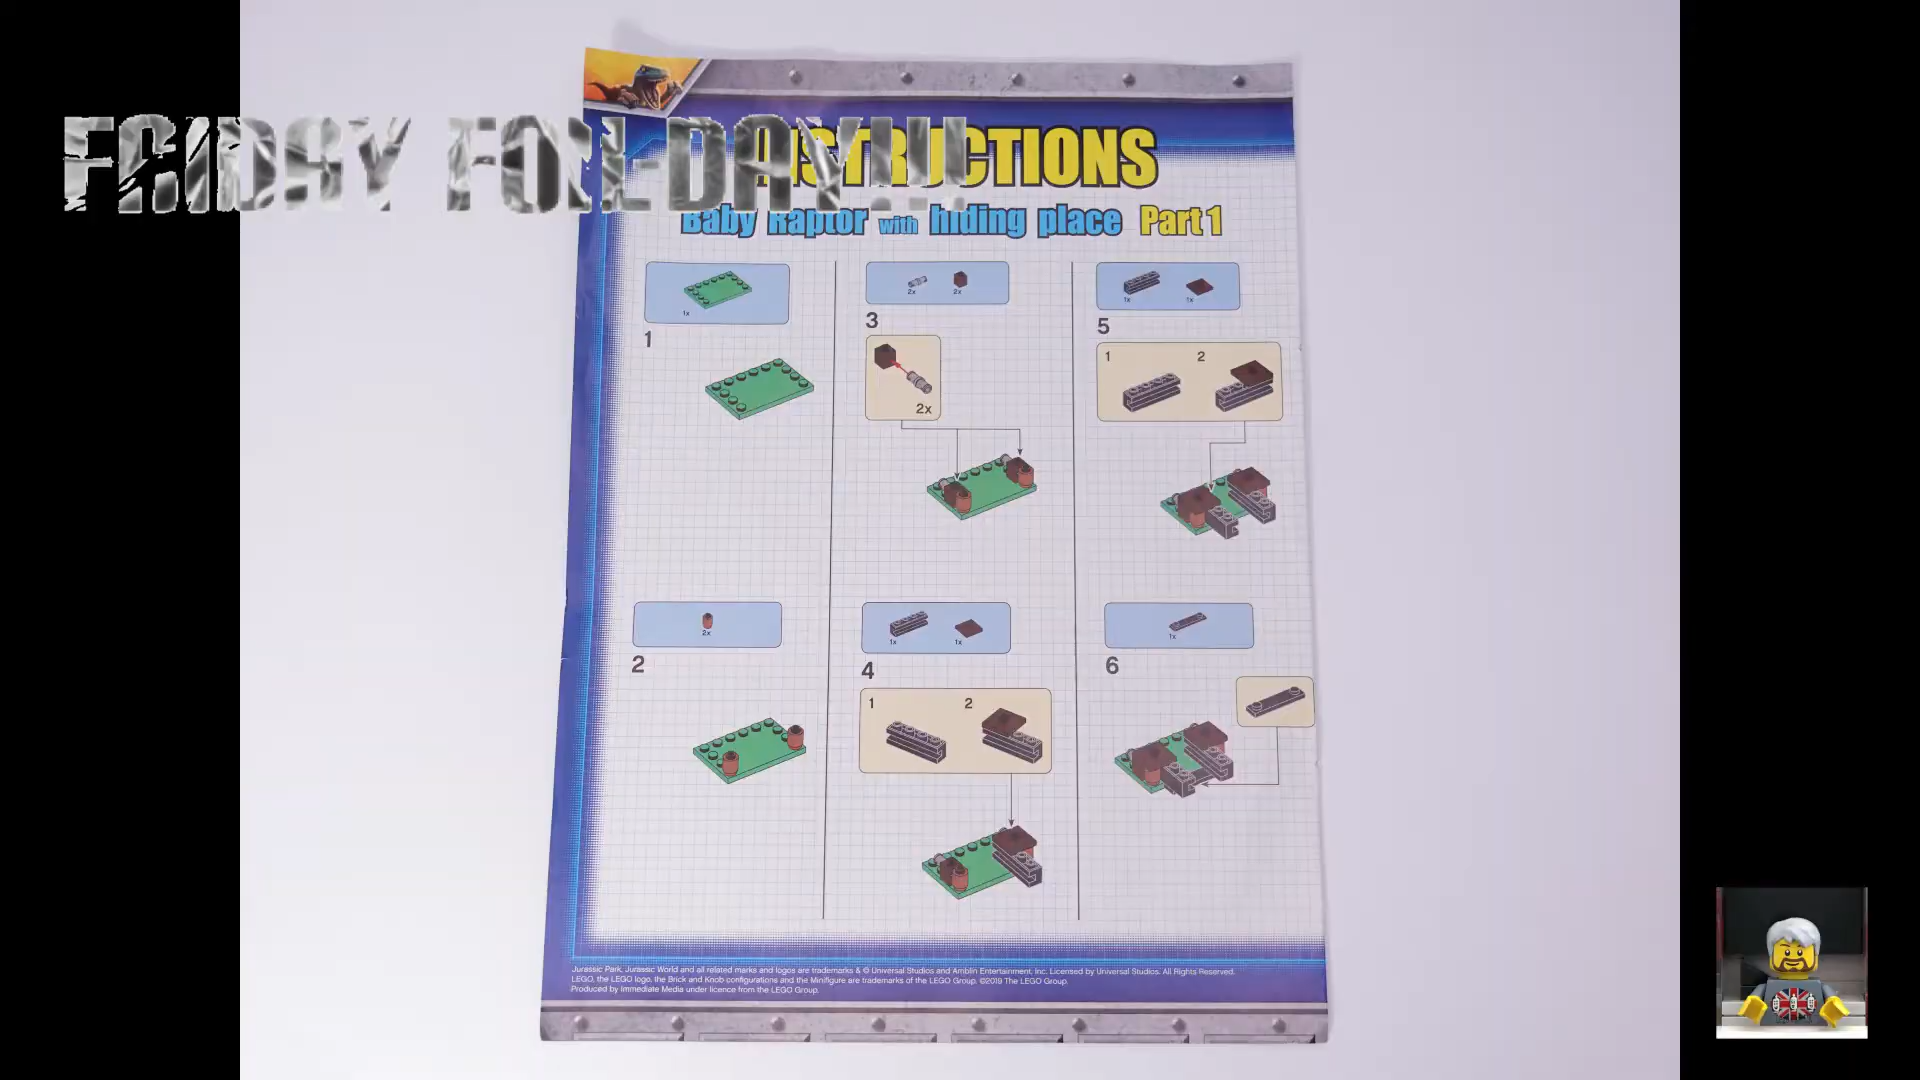 FRIDAY FOIL-DAY!!!
INSTRUCTIONS
Baby Raptor with hiding place Part 1
1x
1
2x 2x
3
2x
1x 1x
5
1 2
2x
2
1x 1x
4
1 2
1x
6
Jurassic Park, Jurassic World and all related marks and logos are trademarks & © Universal Studios and Amblin Entertainment, Inc. Licensed by Universal Studios. All Rights Reserved.
LEGO, the LEGO logo, the Brick and Knob configurations and the Minifigure are trademarks of the LEGO Group. ©2019 The LEGO Group.
Produced by Immediate Media under licence from the LEGO Group.